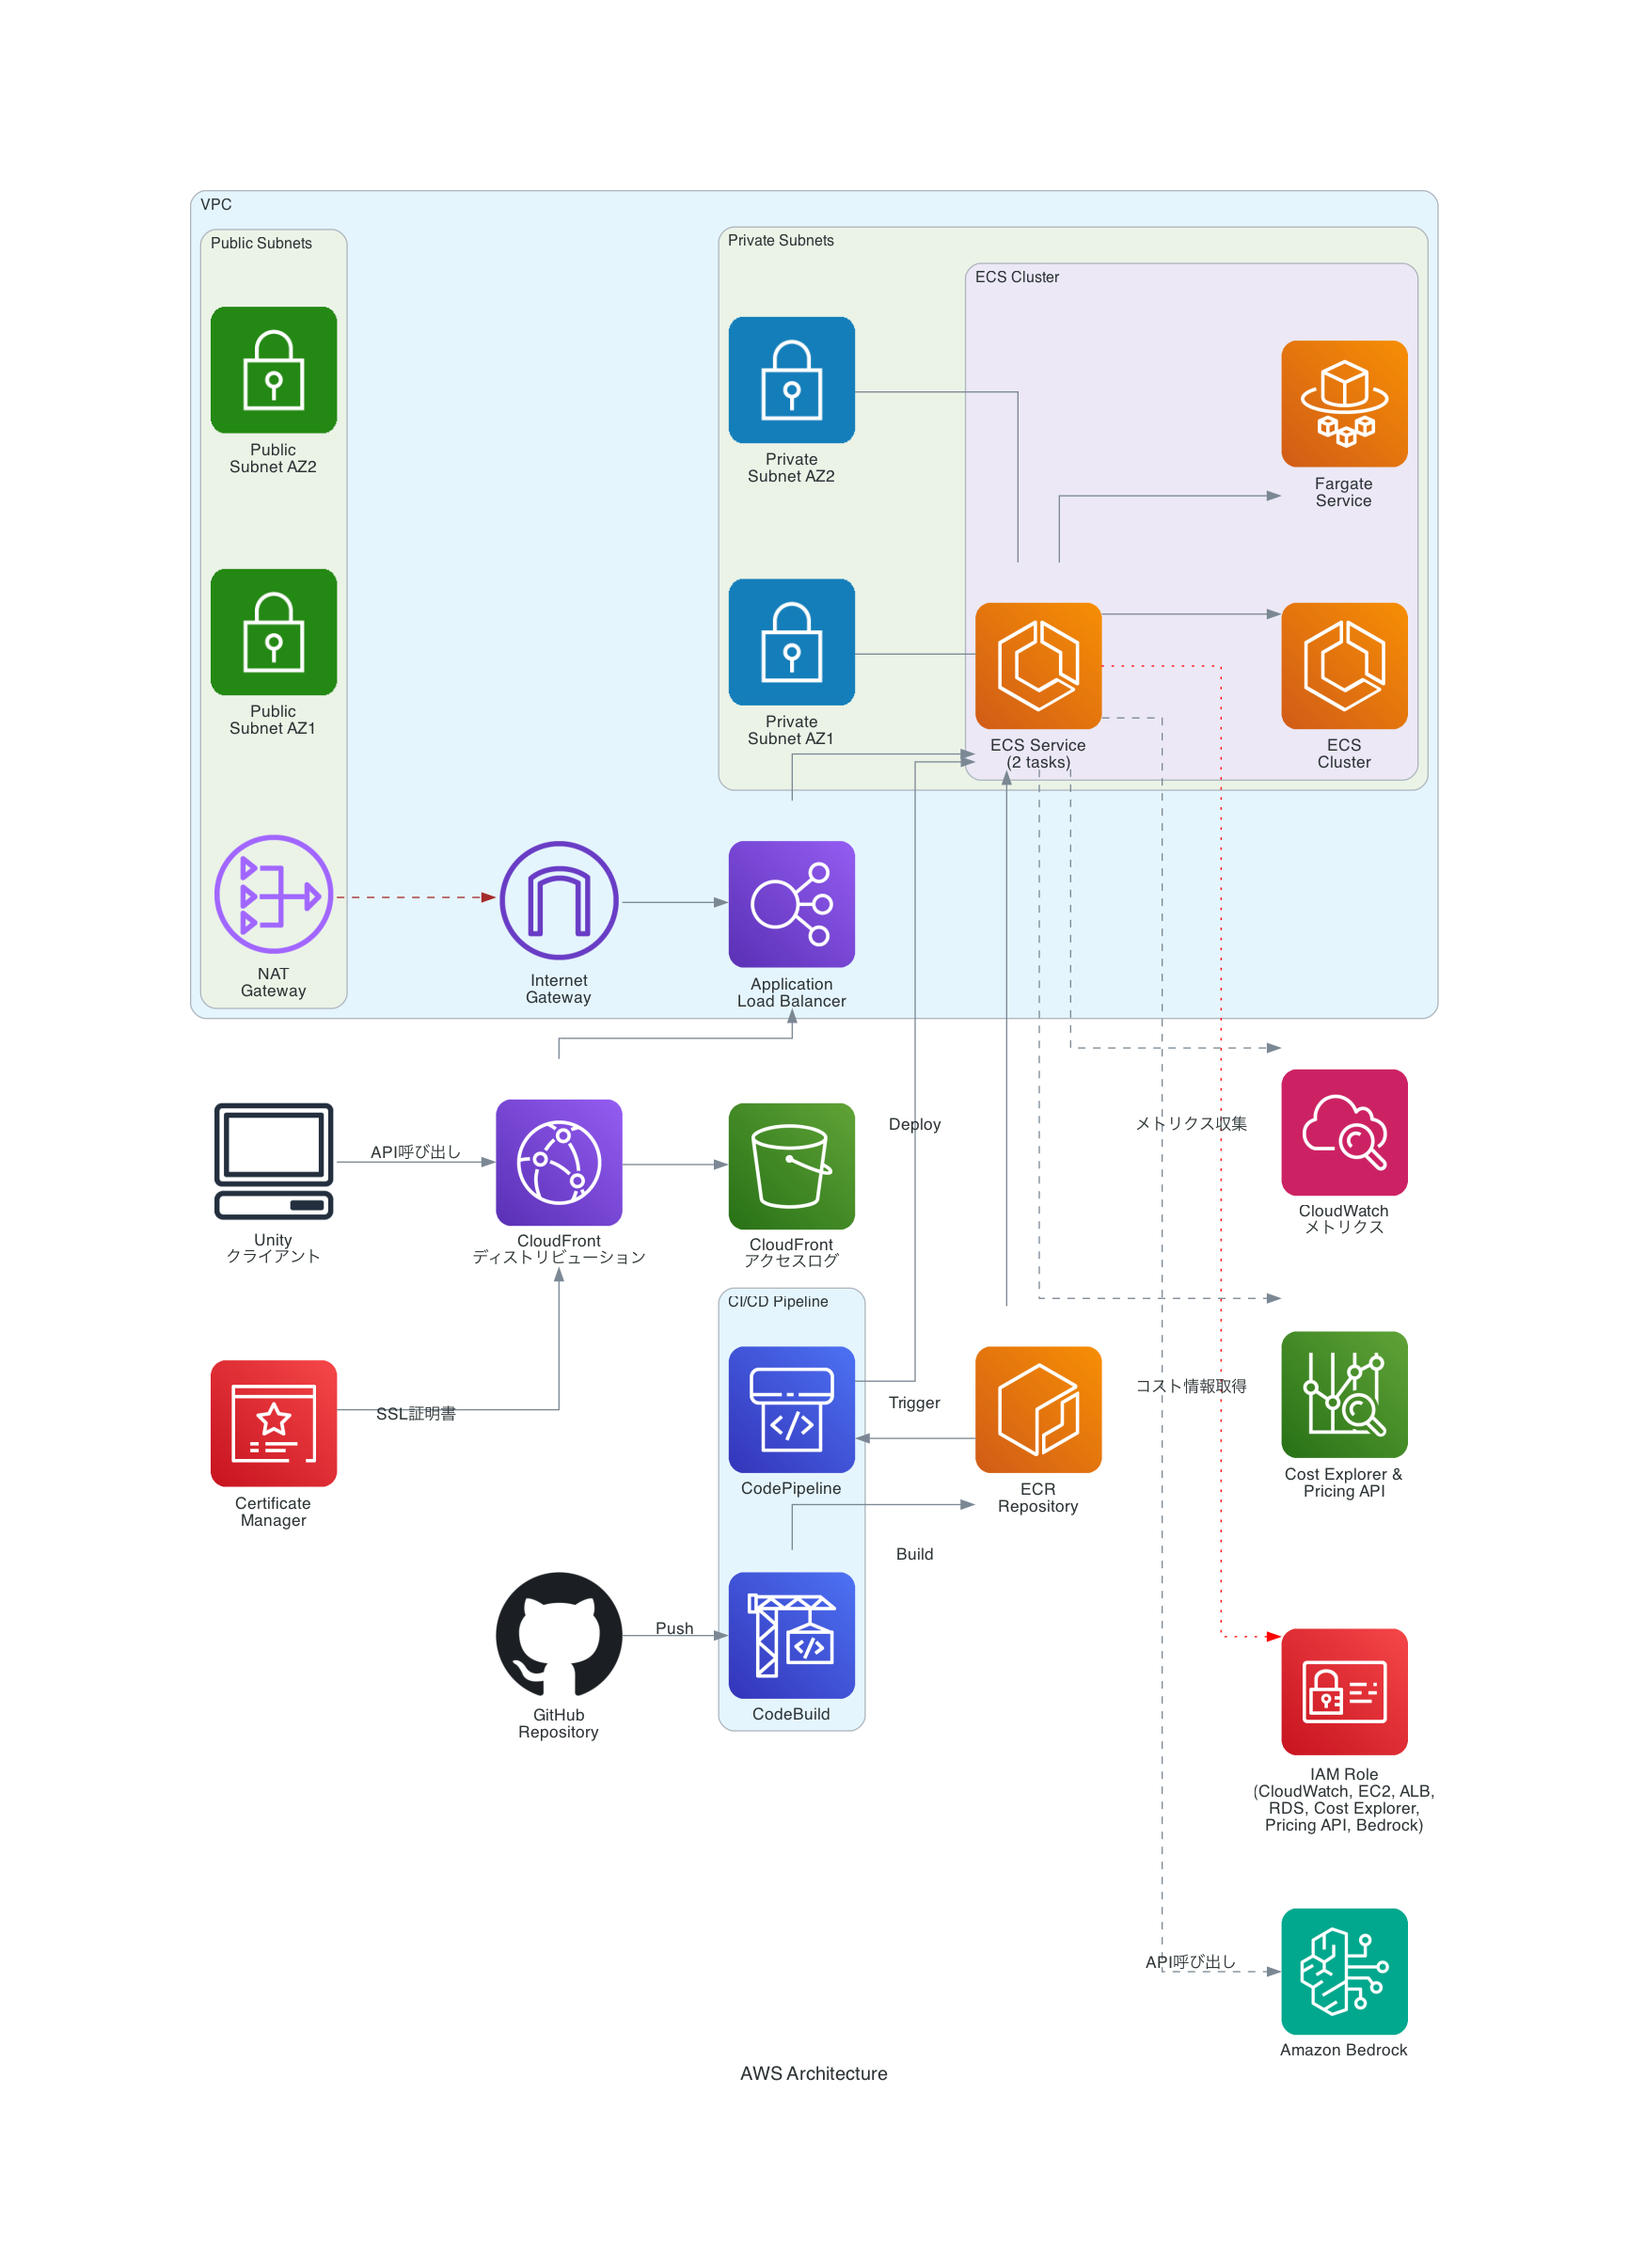 VPC
Public Subnets
Private Subnets
ECS Cluster
Public
Subnet AZ2
Private
Subnet AZ2
Fargate
Service
Public
Subnet AZ1
Private
Subnet AZ1
ECS Service
(2 tasks)
ECS
Cluster
NAT
Gateway
Internet
Gateway
Application
Load Balancer
Deploy
メトリクス収集
API呼び出し
Unity
クライアント
CloudFront
ディストリビューション
CloudFront
アクセスログ
CloudWatch
メトリクス
CI/CD Pipeline
コスト情報取得
Trigger
SSL証明書
Certificate
Manager
CodePipeline
ECR
Repository
Cost Explorer &
Pricing API
Build
Push
GitHub
Repository
CodeBuild
IAM Role
(CloudWatch, EC2, ALB,
RDS, Cost Explorer,
Pricing API, Bedrock)
API呼び出し
Amazon Bedrock
AWS Architecture